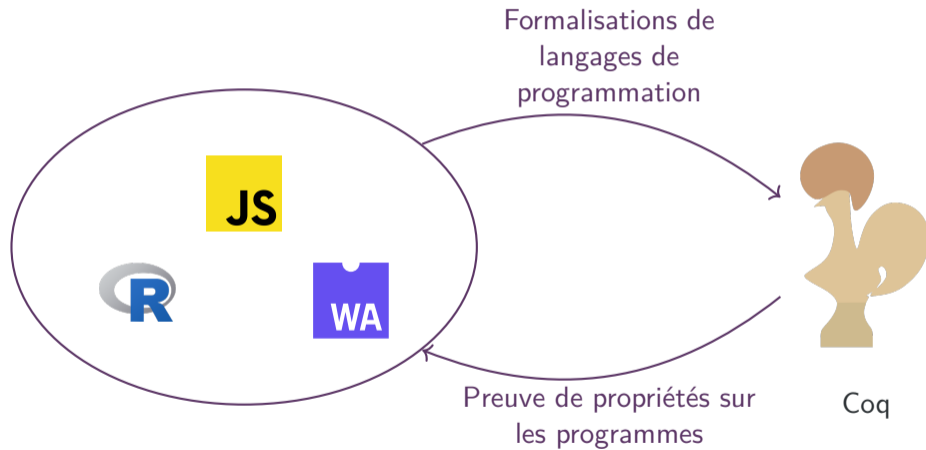 Formalisations de
langages de
programmation
JS
R
WA
Preuve de propriétés sur
les programmes
Coq